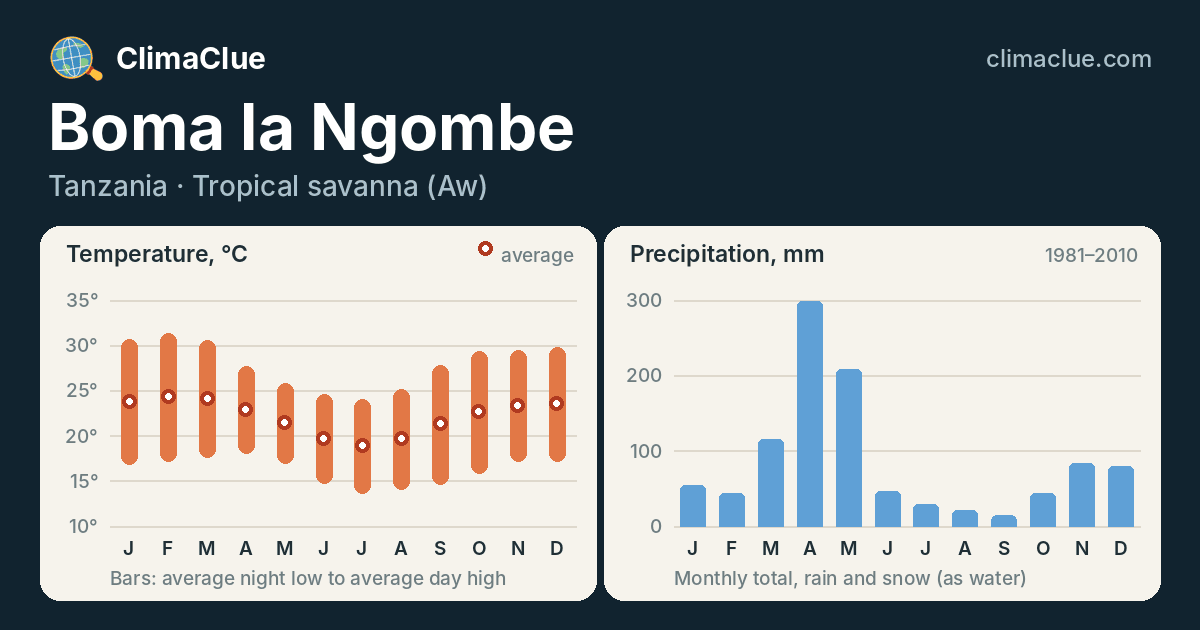 ClimaClue
climaclue.com
Boma la Ngombe
Tanzania · Tropical savanna (Aw)
Temperature, °C
average
35°
30°
25°
20°
15°
10°
J F M A M J J A S O N D
Bars: average night low to average day high
Precipitation, mm
1981–2010
300
200
100
0
J F M A M J J A S O N D
Monthly total, rain and snow (as water)